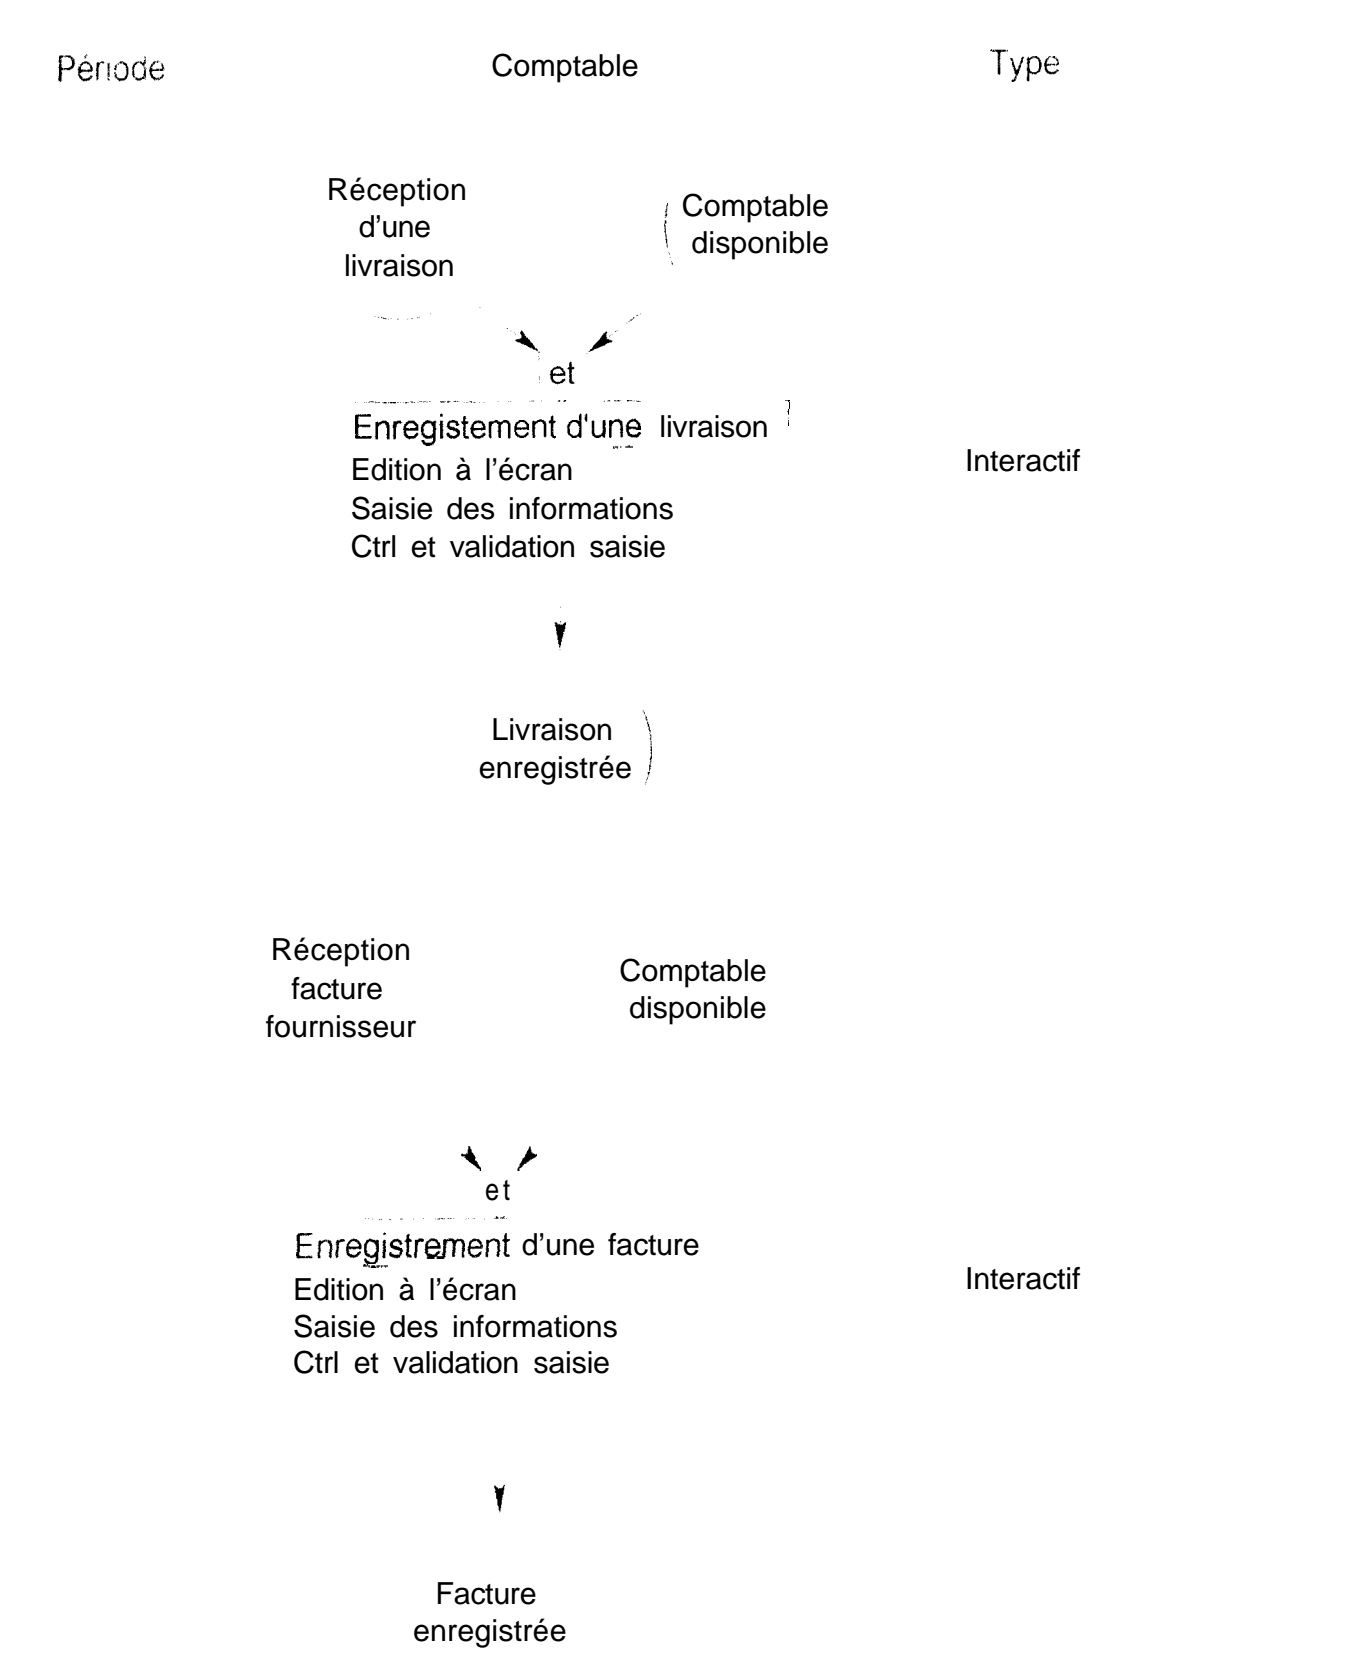 Période Comptable Type
Réception
d'une
livraison
Comptable
disponible
et
Enregistement d'une livraison
Edition à l'écran
Saisie des informations
Ctrl et validation saisie
Interactif
Livraison
enregistrée
Réception
facture
fournisseur
Comptable
disponible
et
Enregistrement d'une facture
Edition à l'écran
Saisie des informations
Ctrl et validation saisie
Interactif
Facture
enregistrée